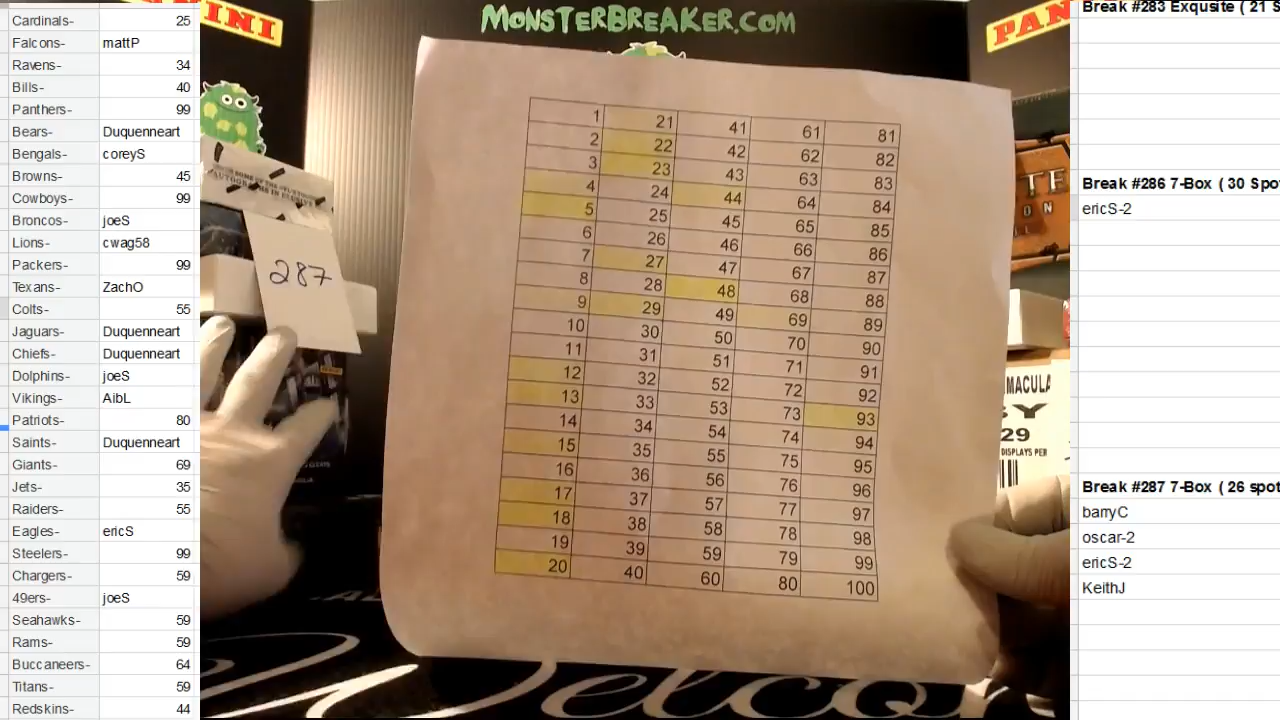 Cardinals- 25
Falcons- mattP
Ravens- 34
Bills- 40
Panthers- 99
Bears- Duquenneart
Bengals- coreyS
Browns- 45
Cowboys- 99
Broncos- joeS
Lions- cwag58
Packers- 99
Texans- ZachO
Colts- 55
Jaguars- Duquenneart
Chiefs- Duquenneart
Dolphins- joeS
Vikings- AibL
Patriots- 80
Saints- Duquenneart
Giants- 69
Jets- 35
Raiders- 55
Eagles- ericS
Steelers- 99
Chargers- 59
49ers- joeS
Seahawks- 59
Rams- 59
Buccaneers- 64
Titans- 59
Redskins- 44
MONSTERBREAKER.COM
287
1 21 41 61 81
2 22 42 62 82
3 23 43 63 83
4 24 44 64 84
5 25 45 65 85
6 26 46 66 86
7 27 47 67 87
8 28 48 68 88
9 29 49 69 89
10 30 50 70 90
11 31 51 71 91
12 32 52 72 92
13 33 53 73 93
14 34 54 74 94
15 35 55 75 95
16 36 56 76 96
17 37 57 77 97
18 38 58 78 98
19 39 59 79 99
20 40 60 80 100
29
DISPLAYS PER
Welco
Break #283 Exqusite ( 21 S
Break #286 7-Box ( 30 Spo
ericS-2
Break #287 7-Box ( 26 spot
barryC
oscar-2
ericS-2
KeithJ